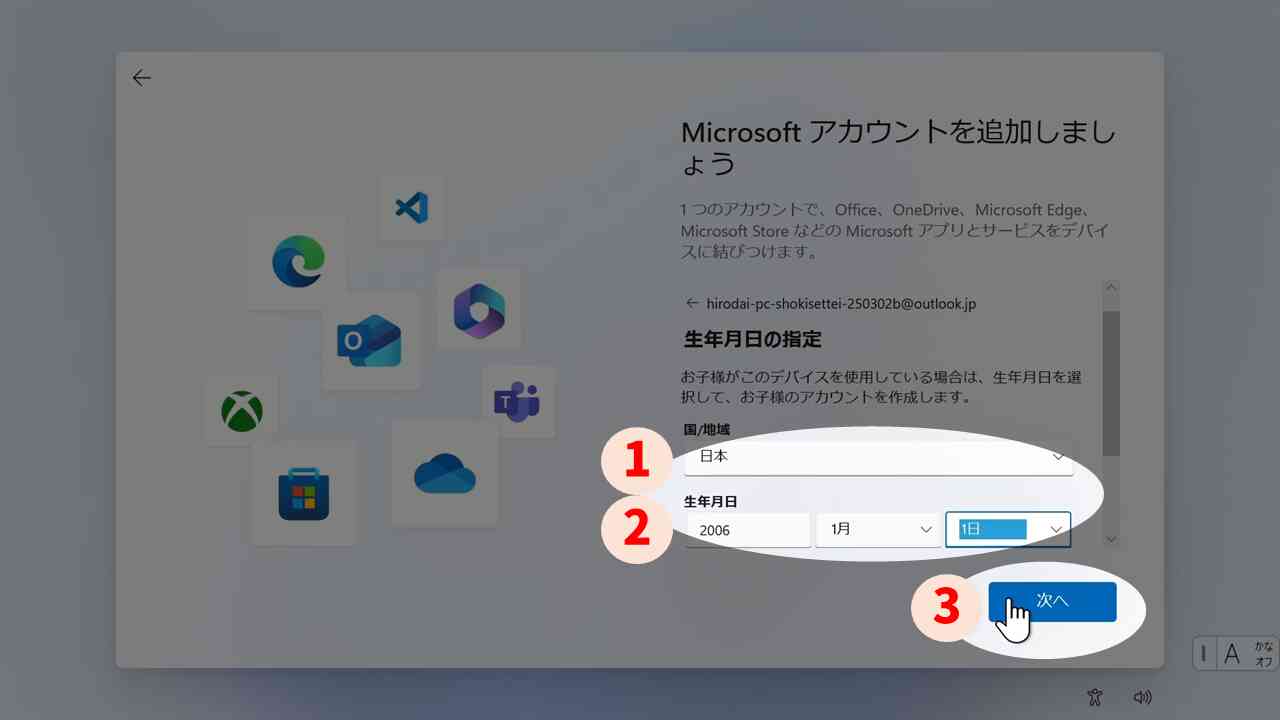 Microsoft アカウントを追加しまし
ょう
1 つのアカウントで、Office、OneDrive、Microsoft Edge、
Microsoft Store などの Microsoft アプリとサービスをデバイ
スに結びつけます。
← hirodai-pc-shokisettei-250302b@outlook.jp
生年月日の指定
お子様がこのデバイスを使用している場合は、生年月日を選
択して、お子様のアカウントを作成します。
国/地域
1 日本
生年月日
2 2006 1月 1日
3 次へ
A かな
オフ